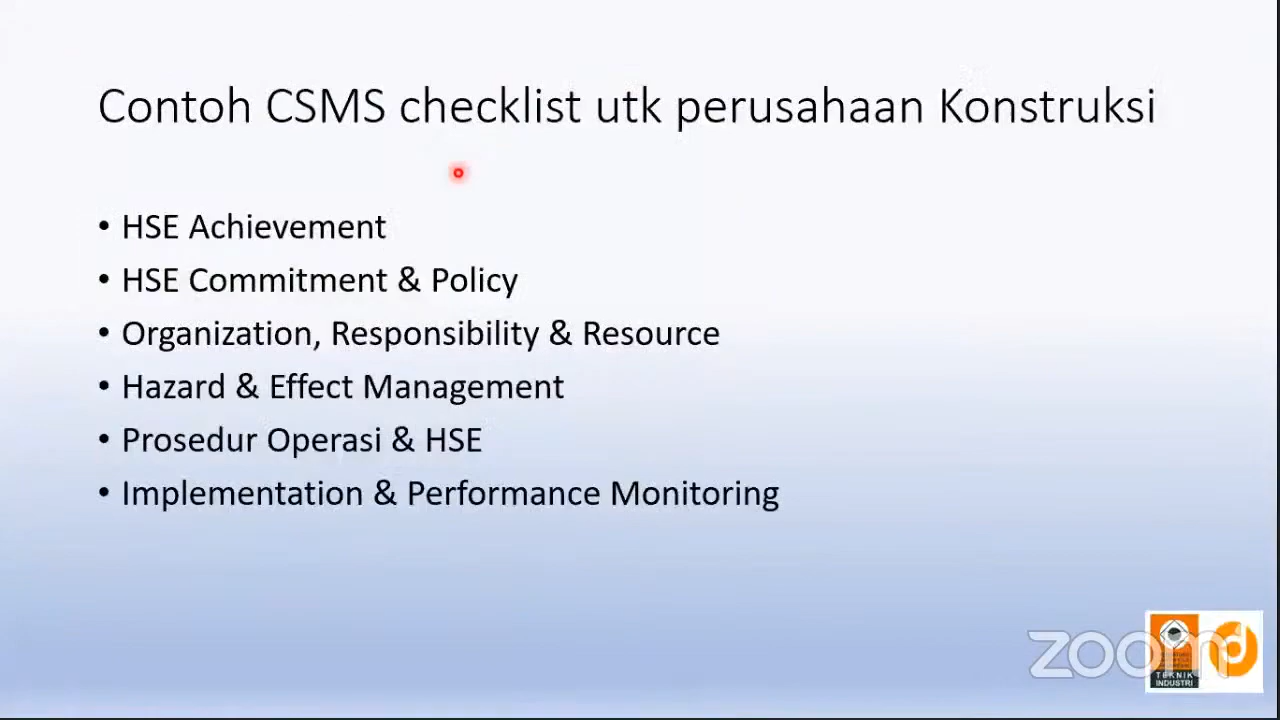 Contoh CSMS checklist utk perusahaan Konstruksi
• HSE Achievement
• HSE Commitment & Policy
• Organization, Responsibility & Resource
• Hazard & Effect Management
• Prosedur Operasi & HSE
• Implementation & Performance Monitoring
zoom
TEKNIK
INDUSTRI